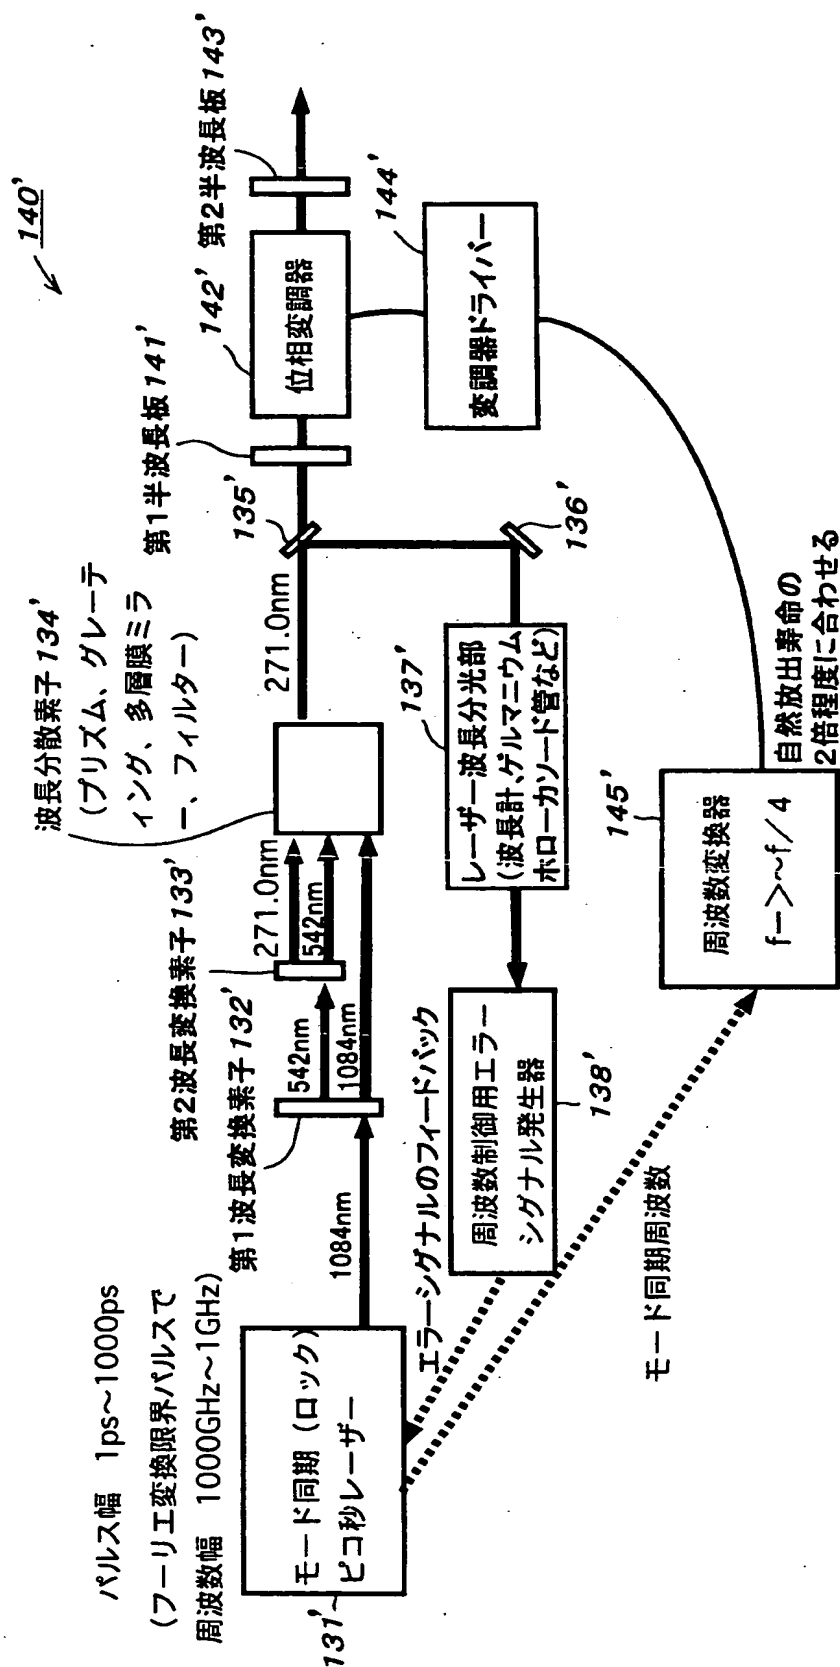 140'
パルス幅 1ps～1000ps
(フーリエ変換限界パルスで
周波数幅 1000GHz～1GHz)
131'
モード同期(ロック)
ピコ秒レーザー
1084nm
第1波長変換素子132'
542nm
1084nm
第2波長変換素子133'
271.0nm
542nm
波長分散素子134'
(プリズム、グレーテ
ィング、多層膜ミラ
ー、フィルター)
271.0nm
135'
第1半波長板141'
142'
位相変調器
第2半波長板143'
144'
変調器ドライバー
136'
137'
レーザー波長分光部
(波長計、ゲルマニウム
ホローカソード管など)
エラーシグナルのフィードバック
周波数制御用エラー
シグナル発生器
138'
モード同期周波数
145'
周波数変換器
f－>～f/4
自然放出寿命の
2倍程度に合わせる